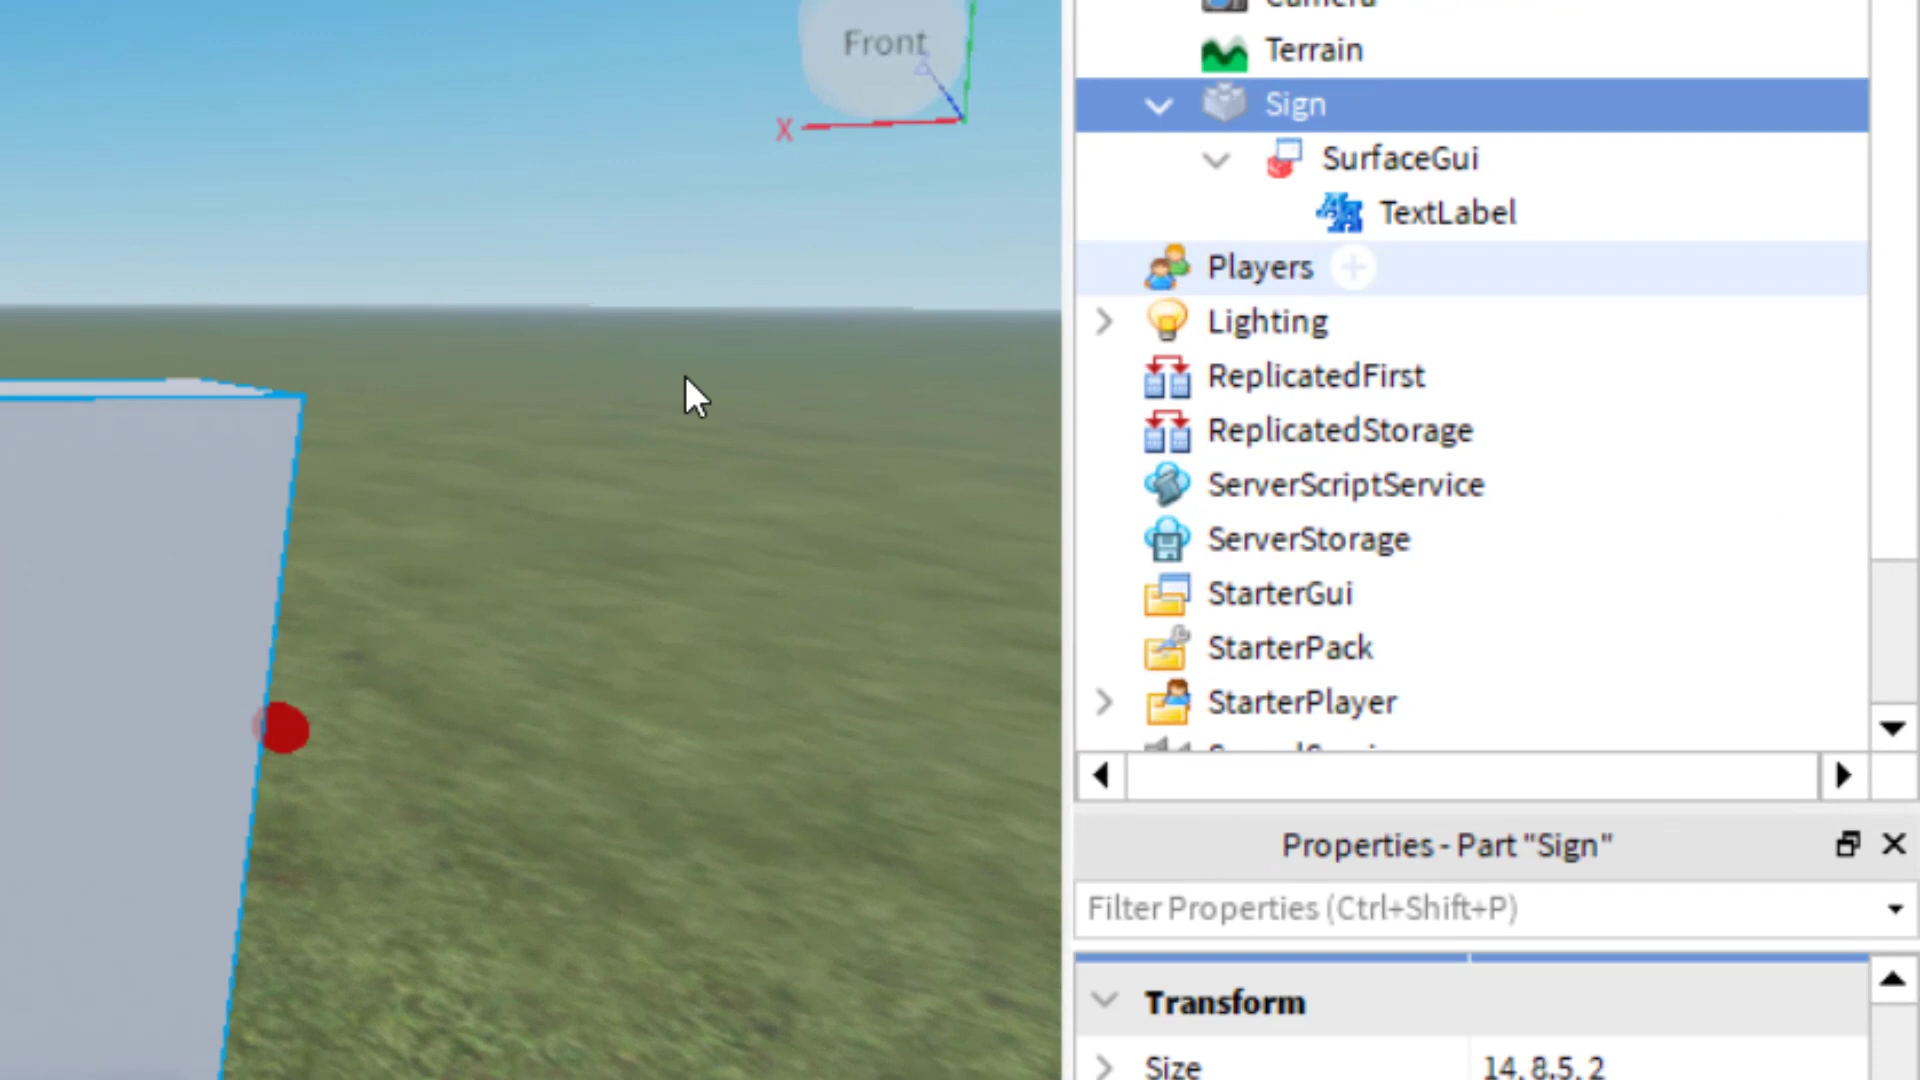 Front
X
Camera
Terrain
Sign
SurfaceGui
TextLabel
Players
Lighting
ReplicatedFirst
ReplicatedStorage
ServerScriptService
ServerStorage
StarterGui
StarterPack
StarterPlayer
Properties - Part "Sign"
Filter Properties (Ctrl+Shift+P)
Transform
Size 14, 8.5, 2